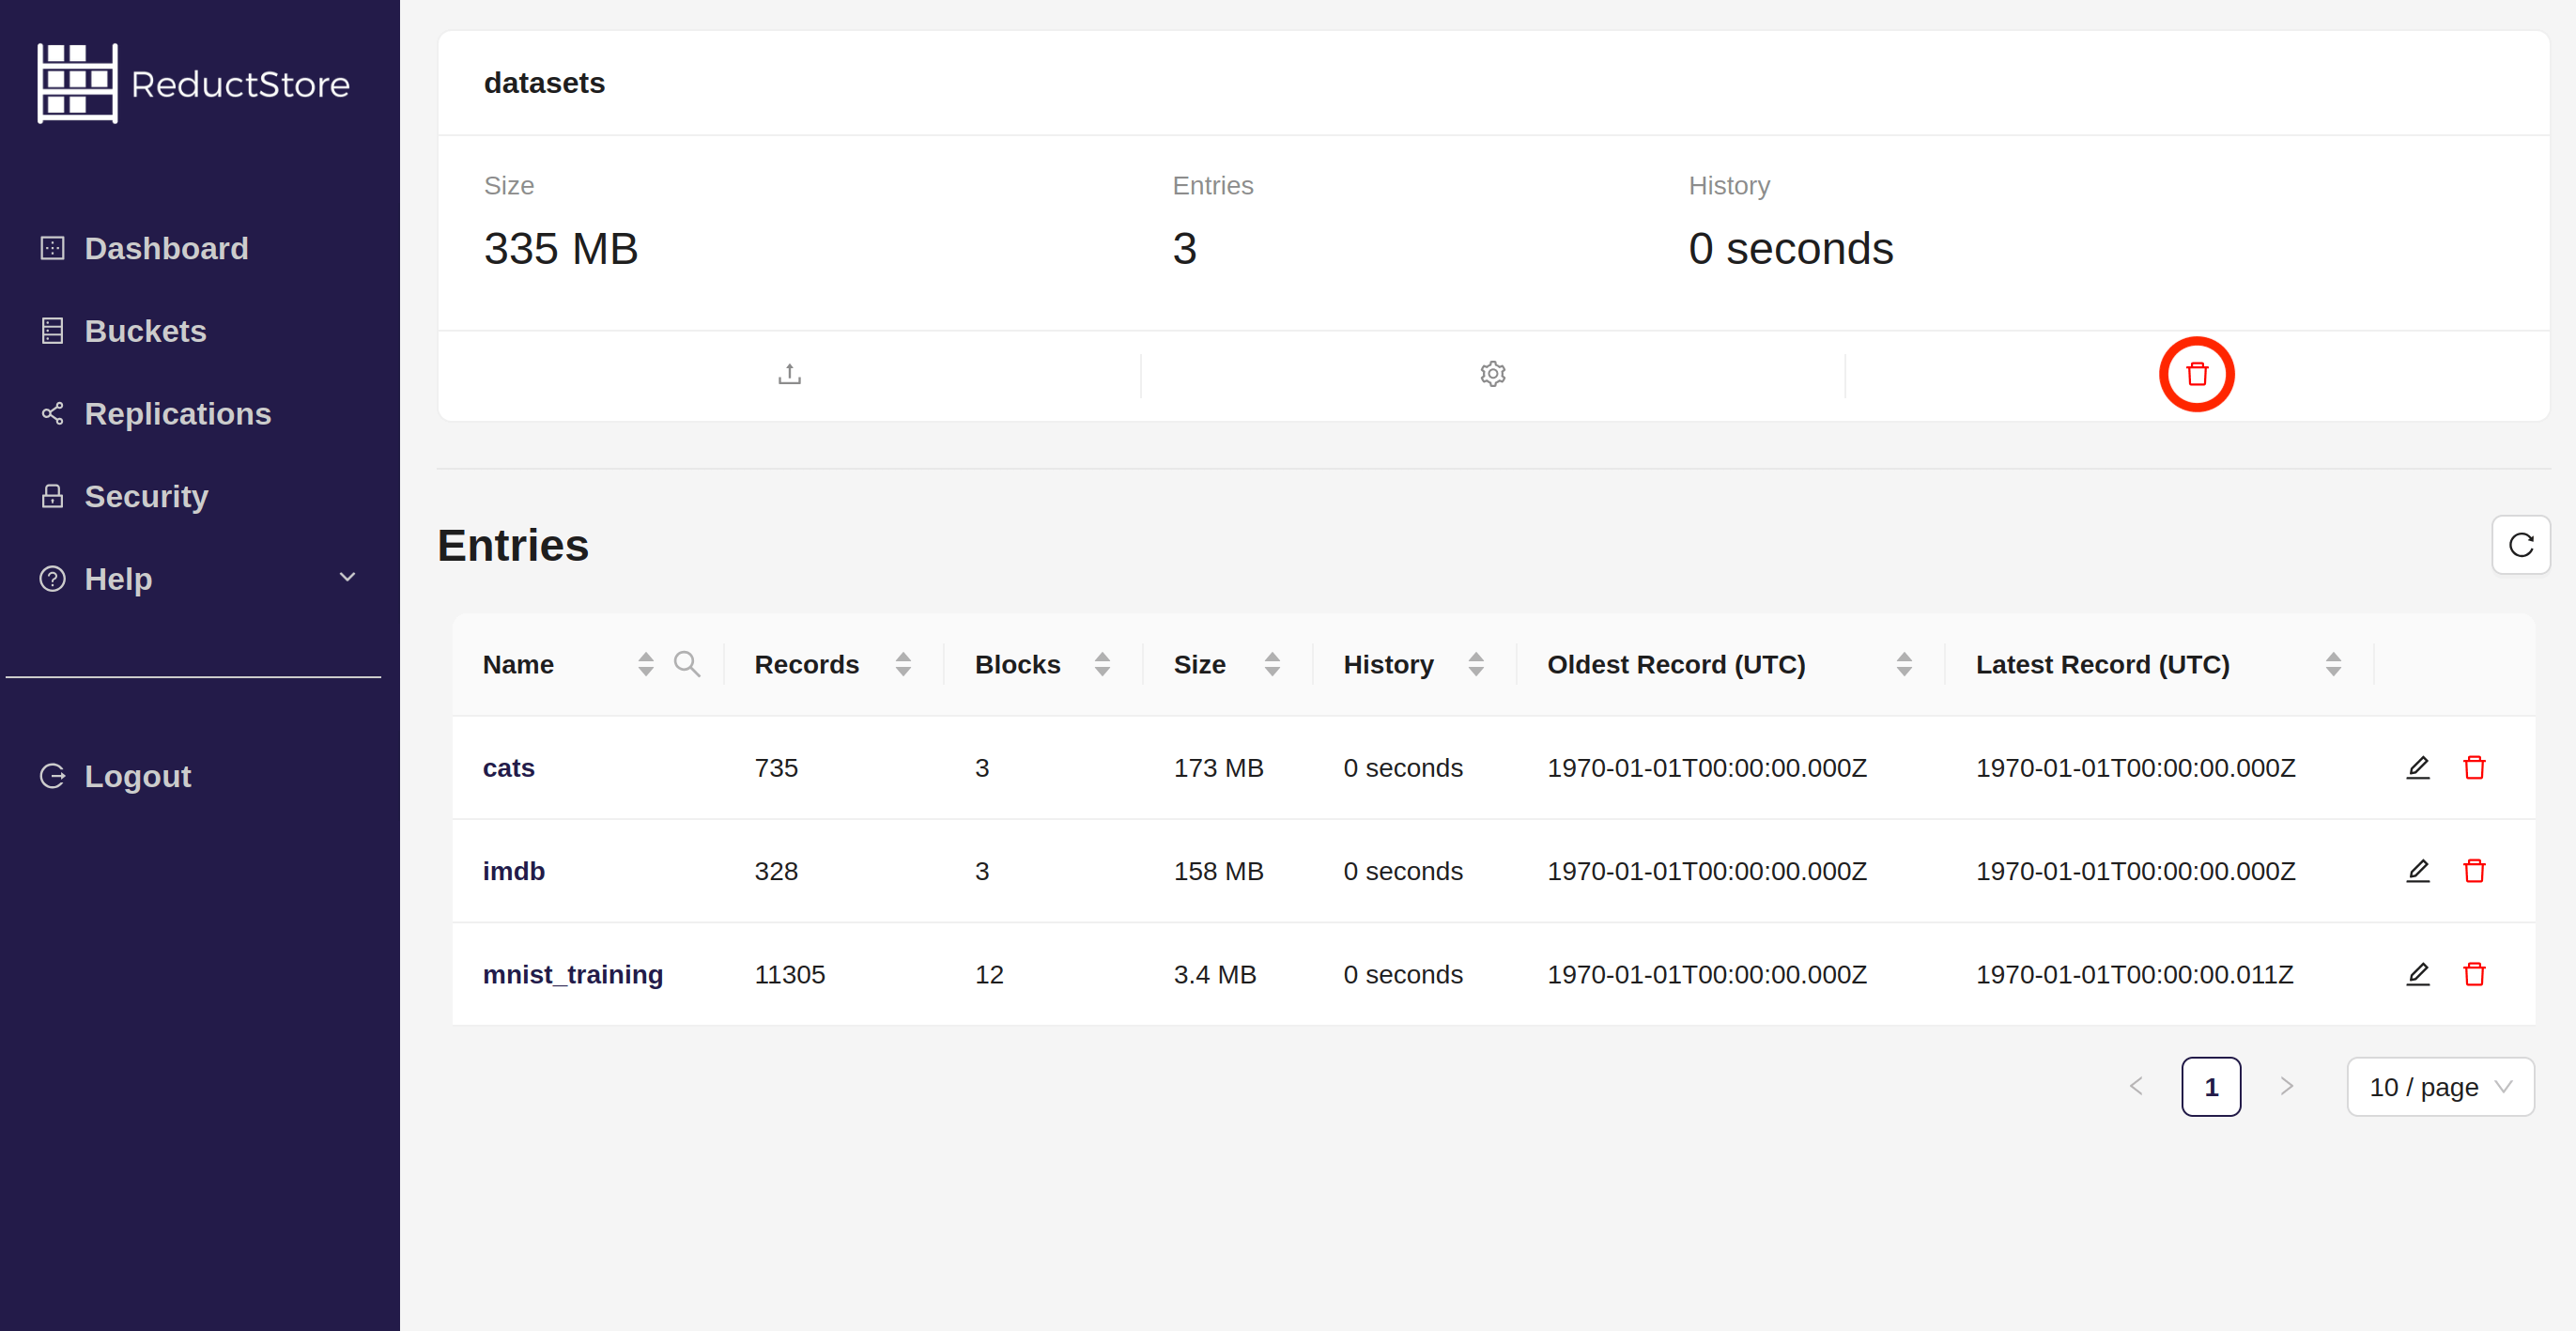 ReductStore
Dashboard
Buckets
Replications
Security
Help
Logout
datasets
Size Entries History
335 MB 3 0 seconds
Entries
Name Records Blocks Size History Oldest Record (UTC) Latest Record (UTC)
cats 735 3 173 MB 0 seconds 1970-01-01T00:00:00.000Z 1970-01-01T00:00:00.000Z
imdb 328 3 158 MB 0 seconds 1970-01-01T00:00:00.000Z 1970-01-01T00:00:00.000Z
mnist_training 11305 12 3.4 MB 0 seconds 1970-01-01T00:00:00.000Z 1970-01-01T00:00:00.011Z
1 10 / page